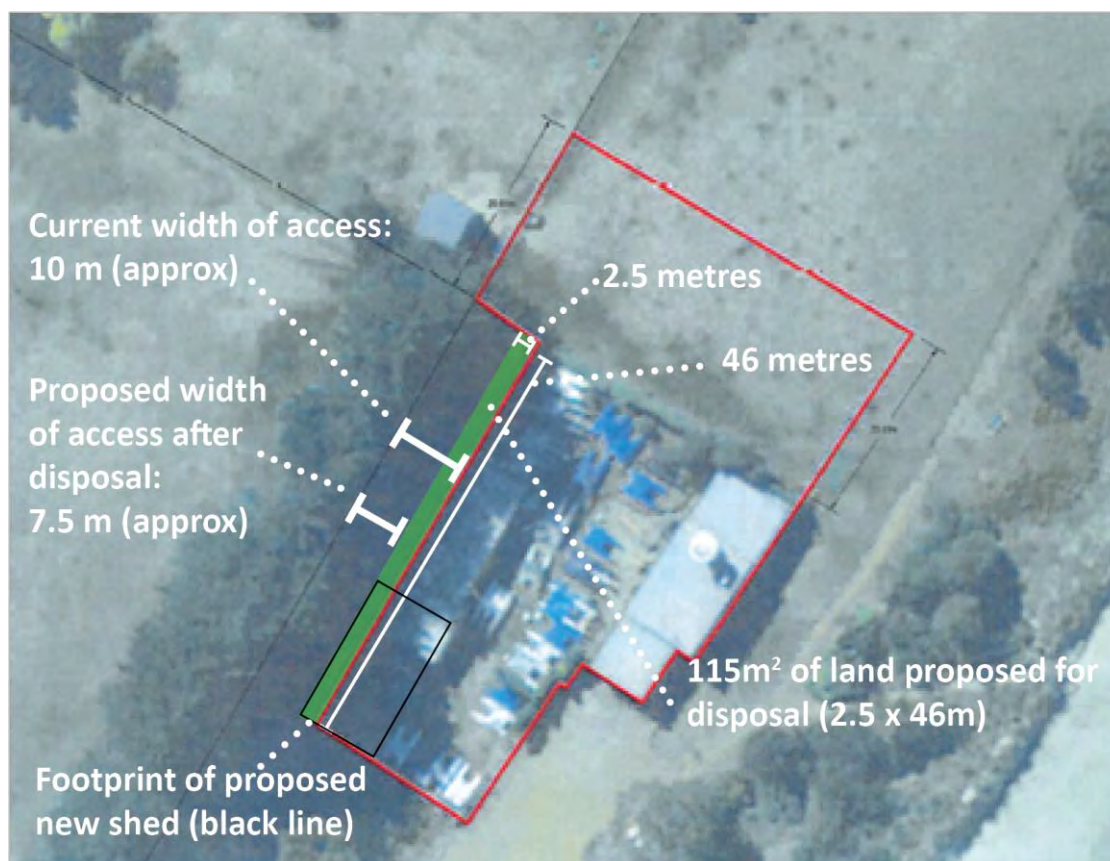 Current width of access:
10 m (approx)
2.5 metres
46 metres
Proposed width
of access after
disposal:
7.5 m (approx)
115m² of land proposed for
disposal (2.5 x 46m)
Footprint of proposed
new shed (black line)